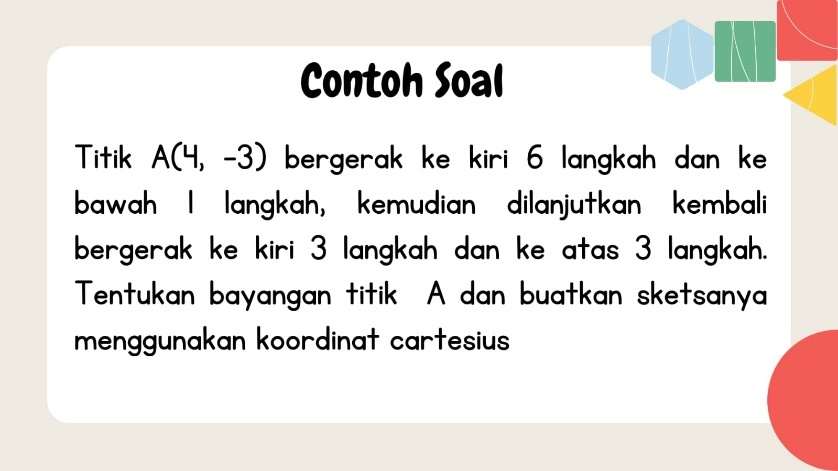 Contoh Soal
Titik A(4, -3) bergerak ke kiri 6 langkah dan ke
bawah 1 langkah, kemudian dilanjutkan kembali
bergerak ke kiri 3 langkah dan ke atas 3 langkah.
Tentukan bayangan titik A dan buatkan sketsanya
menggunakan koordinat cartesius